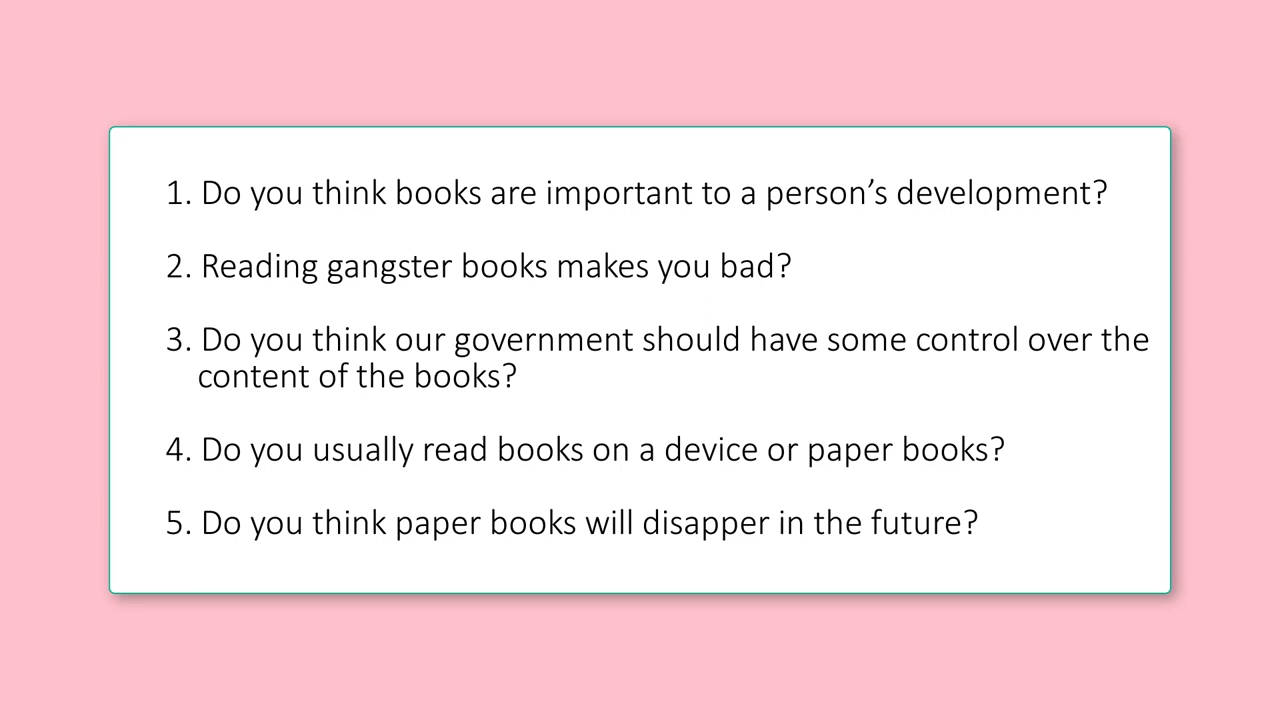 1. Do you think books are important to a person’s development?
2. Reading gangster books makes you bad?
3. Do you think our government should have some control over the
content of the books?
4. Do you usually read books on a device or paper books?
5. Do you think paper books will disapper in the future?